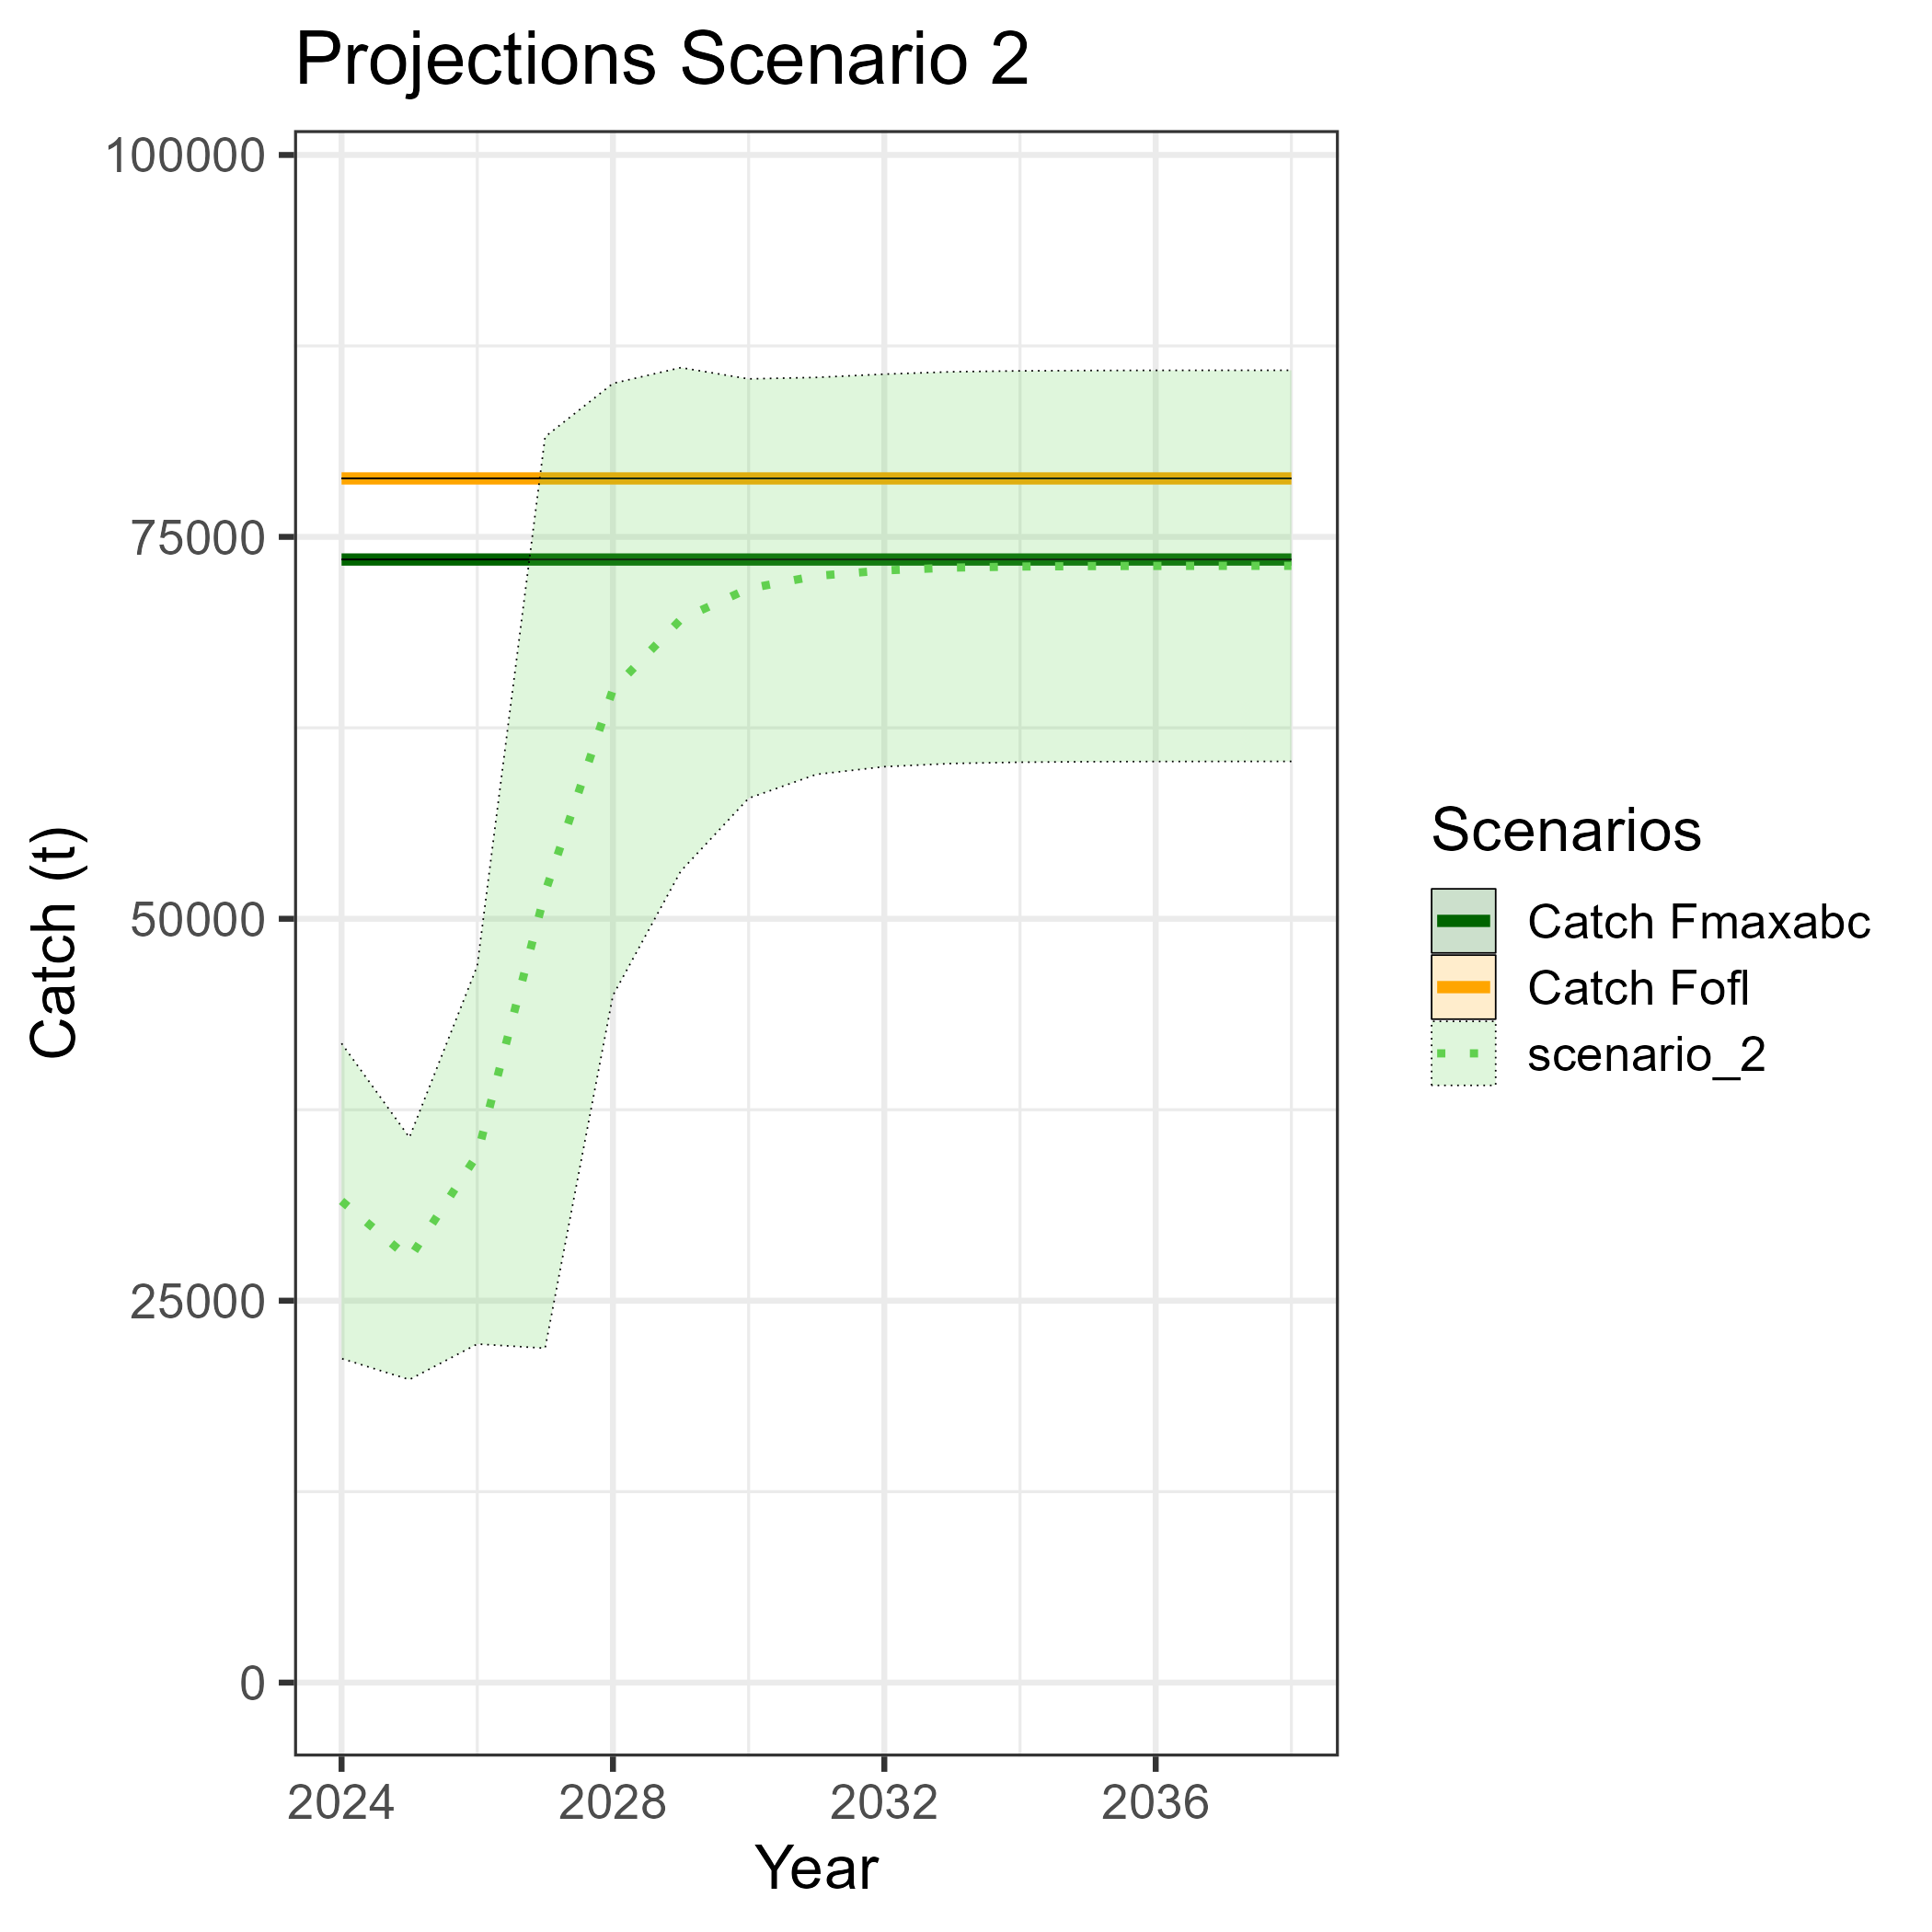 Projections Scenario 2
100000
75000
50000
25000
0
Catch (t)
2024
2028
2032
2036
Year
Scenarios
Catch Fmaxabc
Catch Fofl
scenario_2